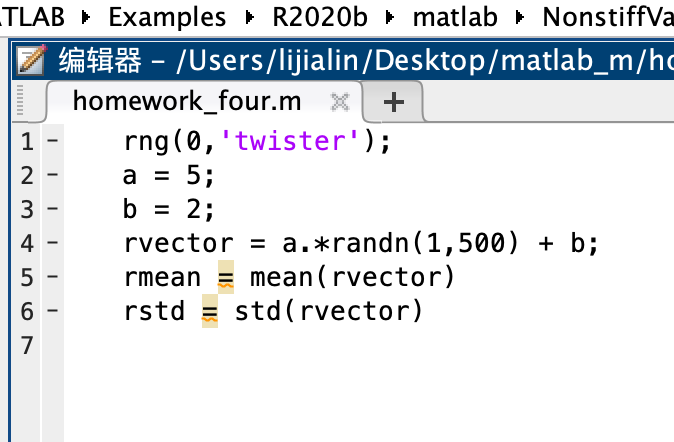 TLAB ▸ Examples ▸ R2020b ▸ matlab ▸ NonstiffVa
编辑器 – /Users/lijialin/Desktop/matlab_m/ho
homework_four.m
1 – rng(0,'twister');
2 – a = 5;
3 – b = 2;
4 – rvector = a.*randn(1,500) + b;
5 – rmean = mean(rvector)
6 – rstd = std(rvector)
7